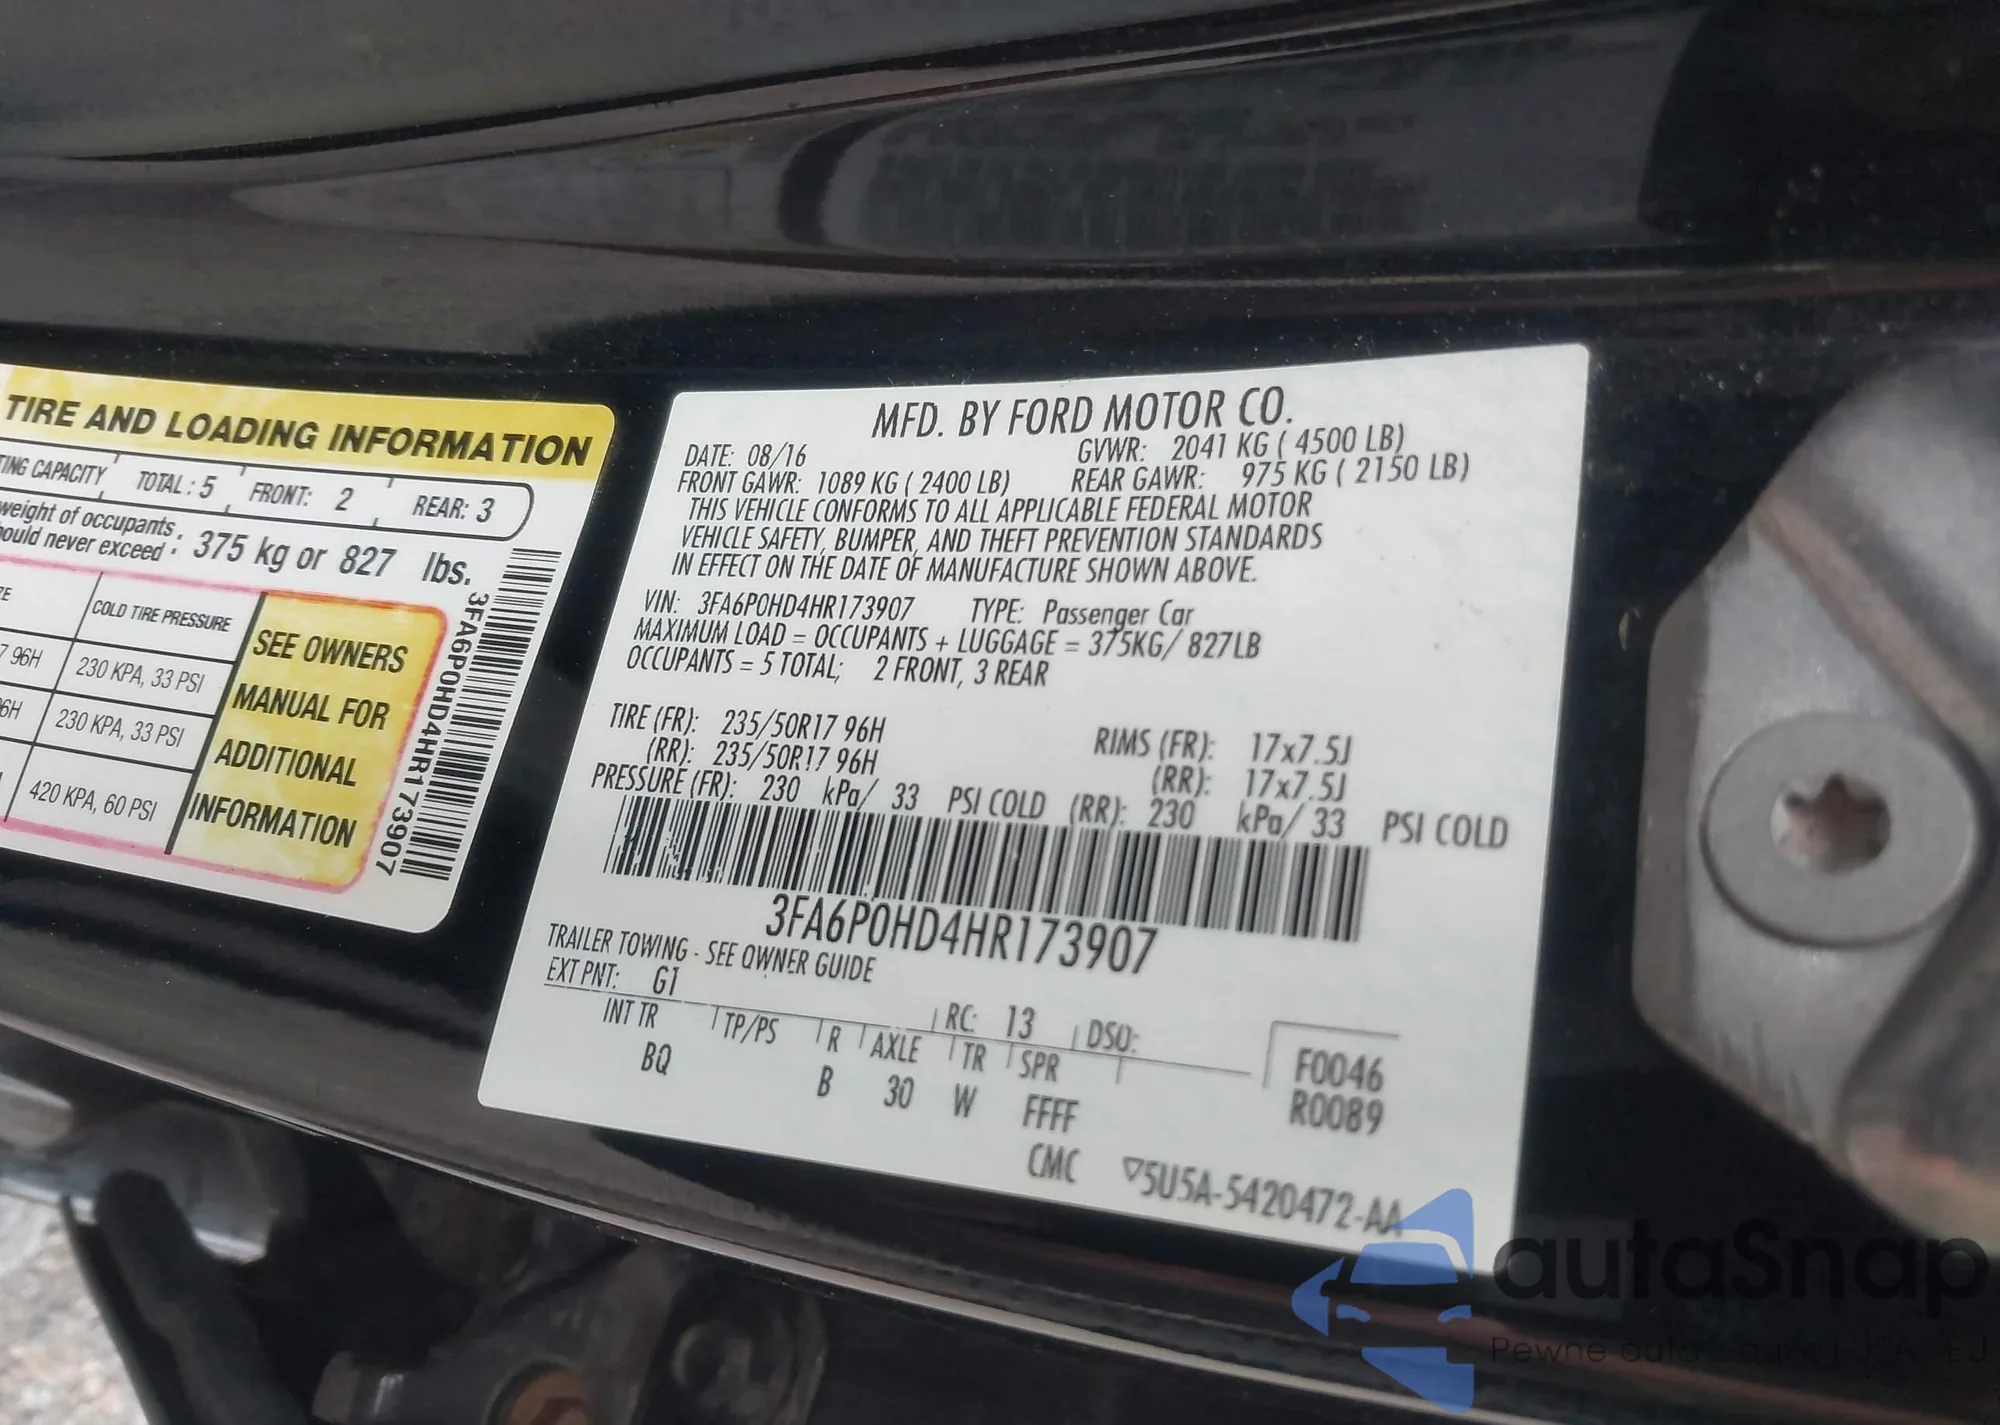 TIRE AND LOADING INFORMATION
TING CAPACITY TOTAL: 5 FRONT: 2 REAR: 3
weight of occupants
ould never exceed : 375 kg or 827 lbs.
ZE COLD TIRE PRESSURE
7 96H 230 KPA, 33 PSI
96H 230 KPA, 33 PSI
420 KPA, 60 PSI
SEE OWNERS
MANUAL FOR
ADDITIONAL
INFORMATION
3FA6P0HD4HR173907
MFD. BY FORD MOTOR CO.
DATE: 08/16 GVWR: 2041 KG ( 4500 LB)
FRONT GAWR: 1089 KG ( 2400 LB) REAR GAWR: 975 KG ( 2150 LB)
THIS VEHICLE CONFORMS TO ALL APPLICABLE FEDERAL MOTOR
VEHICLE SAFETY, BUMPER, AND THEFT PREVENTION STANDARDS
IN EFFECT ON THE DATE OF MANUFACTURE SHOWN ABOVE.
VIN: 3FA6P0HD4HR173907 TYPE: Passenger Car
MAXIMUM LOAD = OCCUPANTS + LUGGAGE = 375KG/ 827LB
OCCUPANTS = 5 TOTAL; 2 FRONT, 3 REAR
TIRE (FR): 235/50R17 96H RIMS (FR): 17x7.5J
(RR): 235/50R17 96H (RR): 17x7.5J
PRESSURE (FR): 230 kPa/ 33 PSI COLD (RR): 230 kPa/ 33 PSI COLD
3FA6P0HD4HR173907
TRAILER TOWING - SEE OWNER GUIDE
EXT PNT: G1 RC: 13 DSO:
INT TR TP/PS R AXLE TR SPR
BQ B 30 W FFFF
F0046
R0089
CMC ▽5U5A-5420472-AA
autaSnap
Pewne auta